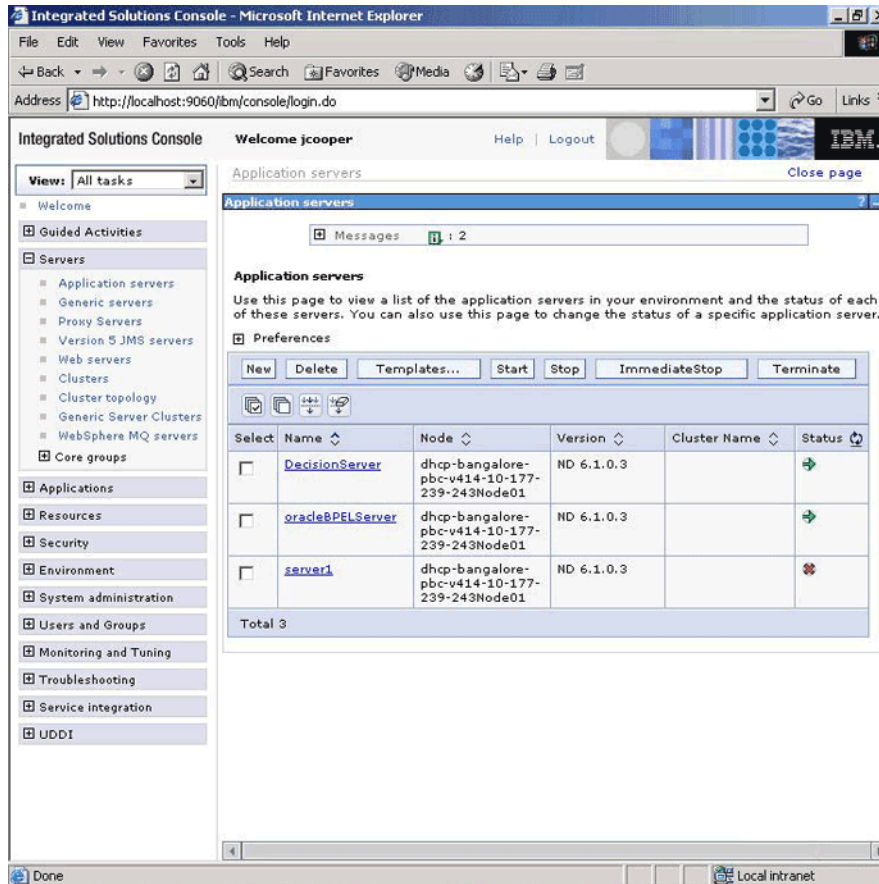 Integrated Solutions Console - Microsoft Internet Explorer
File Edit View Favorites Tools Help
Back Search Favorites Media
Address http://localhost:9060/ibm/console/login.do Go Links
Integrated Solutions Console Welcome jcooper Help | Logout IBM.
View: All tasks
Application servers Close page
Welcome
Application servers ?
Guided Activities
Messages : 2
Servers
Application servers
Generic servers
Proxy Servers
Version 5 JMS servers
Web servers
Clusters
Cluster topology
Generic Server Clusters
WebSphere MQ servers
Core groups
Applications
Resources
Security
Environment
System administration
Users and Groups
Monitoring and Tuning
Troubleshooting
Service integration
UDDI
Application servers
Use this page to view a list of the application servers in your environment and the status of each
of these servers. You can also use this page to change the status of a specific application server.
Preferences
New Delete Templates... Start Stop ImmediateStop Terminate
Select Name Node Version Cluster Name Status
DecisionServer dhcp-bangalore- ND 6.1.0.3
pbc-v414-10-177-
239-243Node01
oracleBPELServer dhcp-bangalore- ND 6.1.0.3
pbc-v414-10-177-
239-243Node01
server1 dhcp-bangalore- ND 6.1.0.3
pbc-v414-10-177-
239-243Node01
Total 3
Done Local intranet